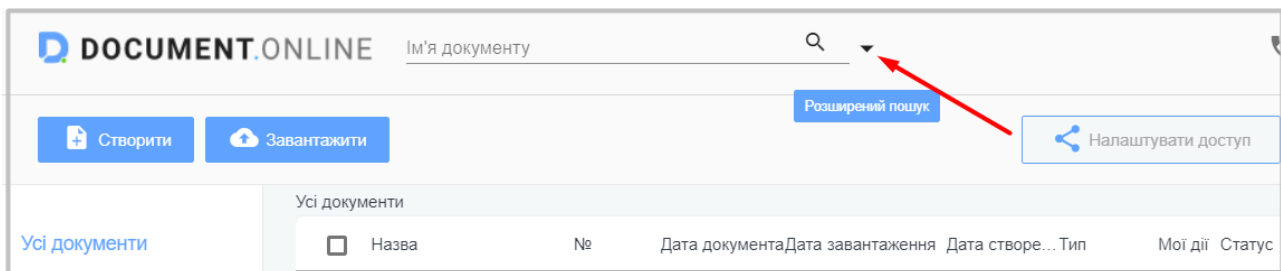 DOCUMENT.ONLINE Ім'я документу
Розширений пошук
Створити Завантажити Налаштувати доступ
Усі документи
Усі документи Назва № Дата документа Дата завантаження Дата створе... Тип Мої дії Статус